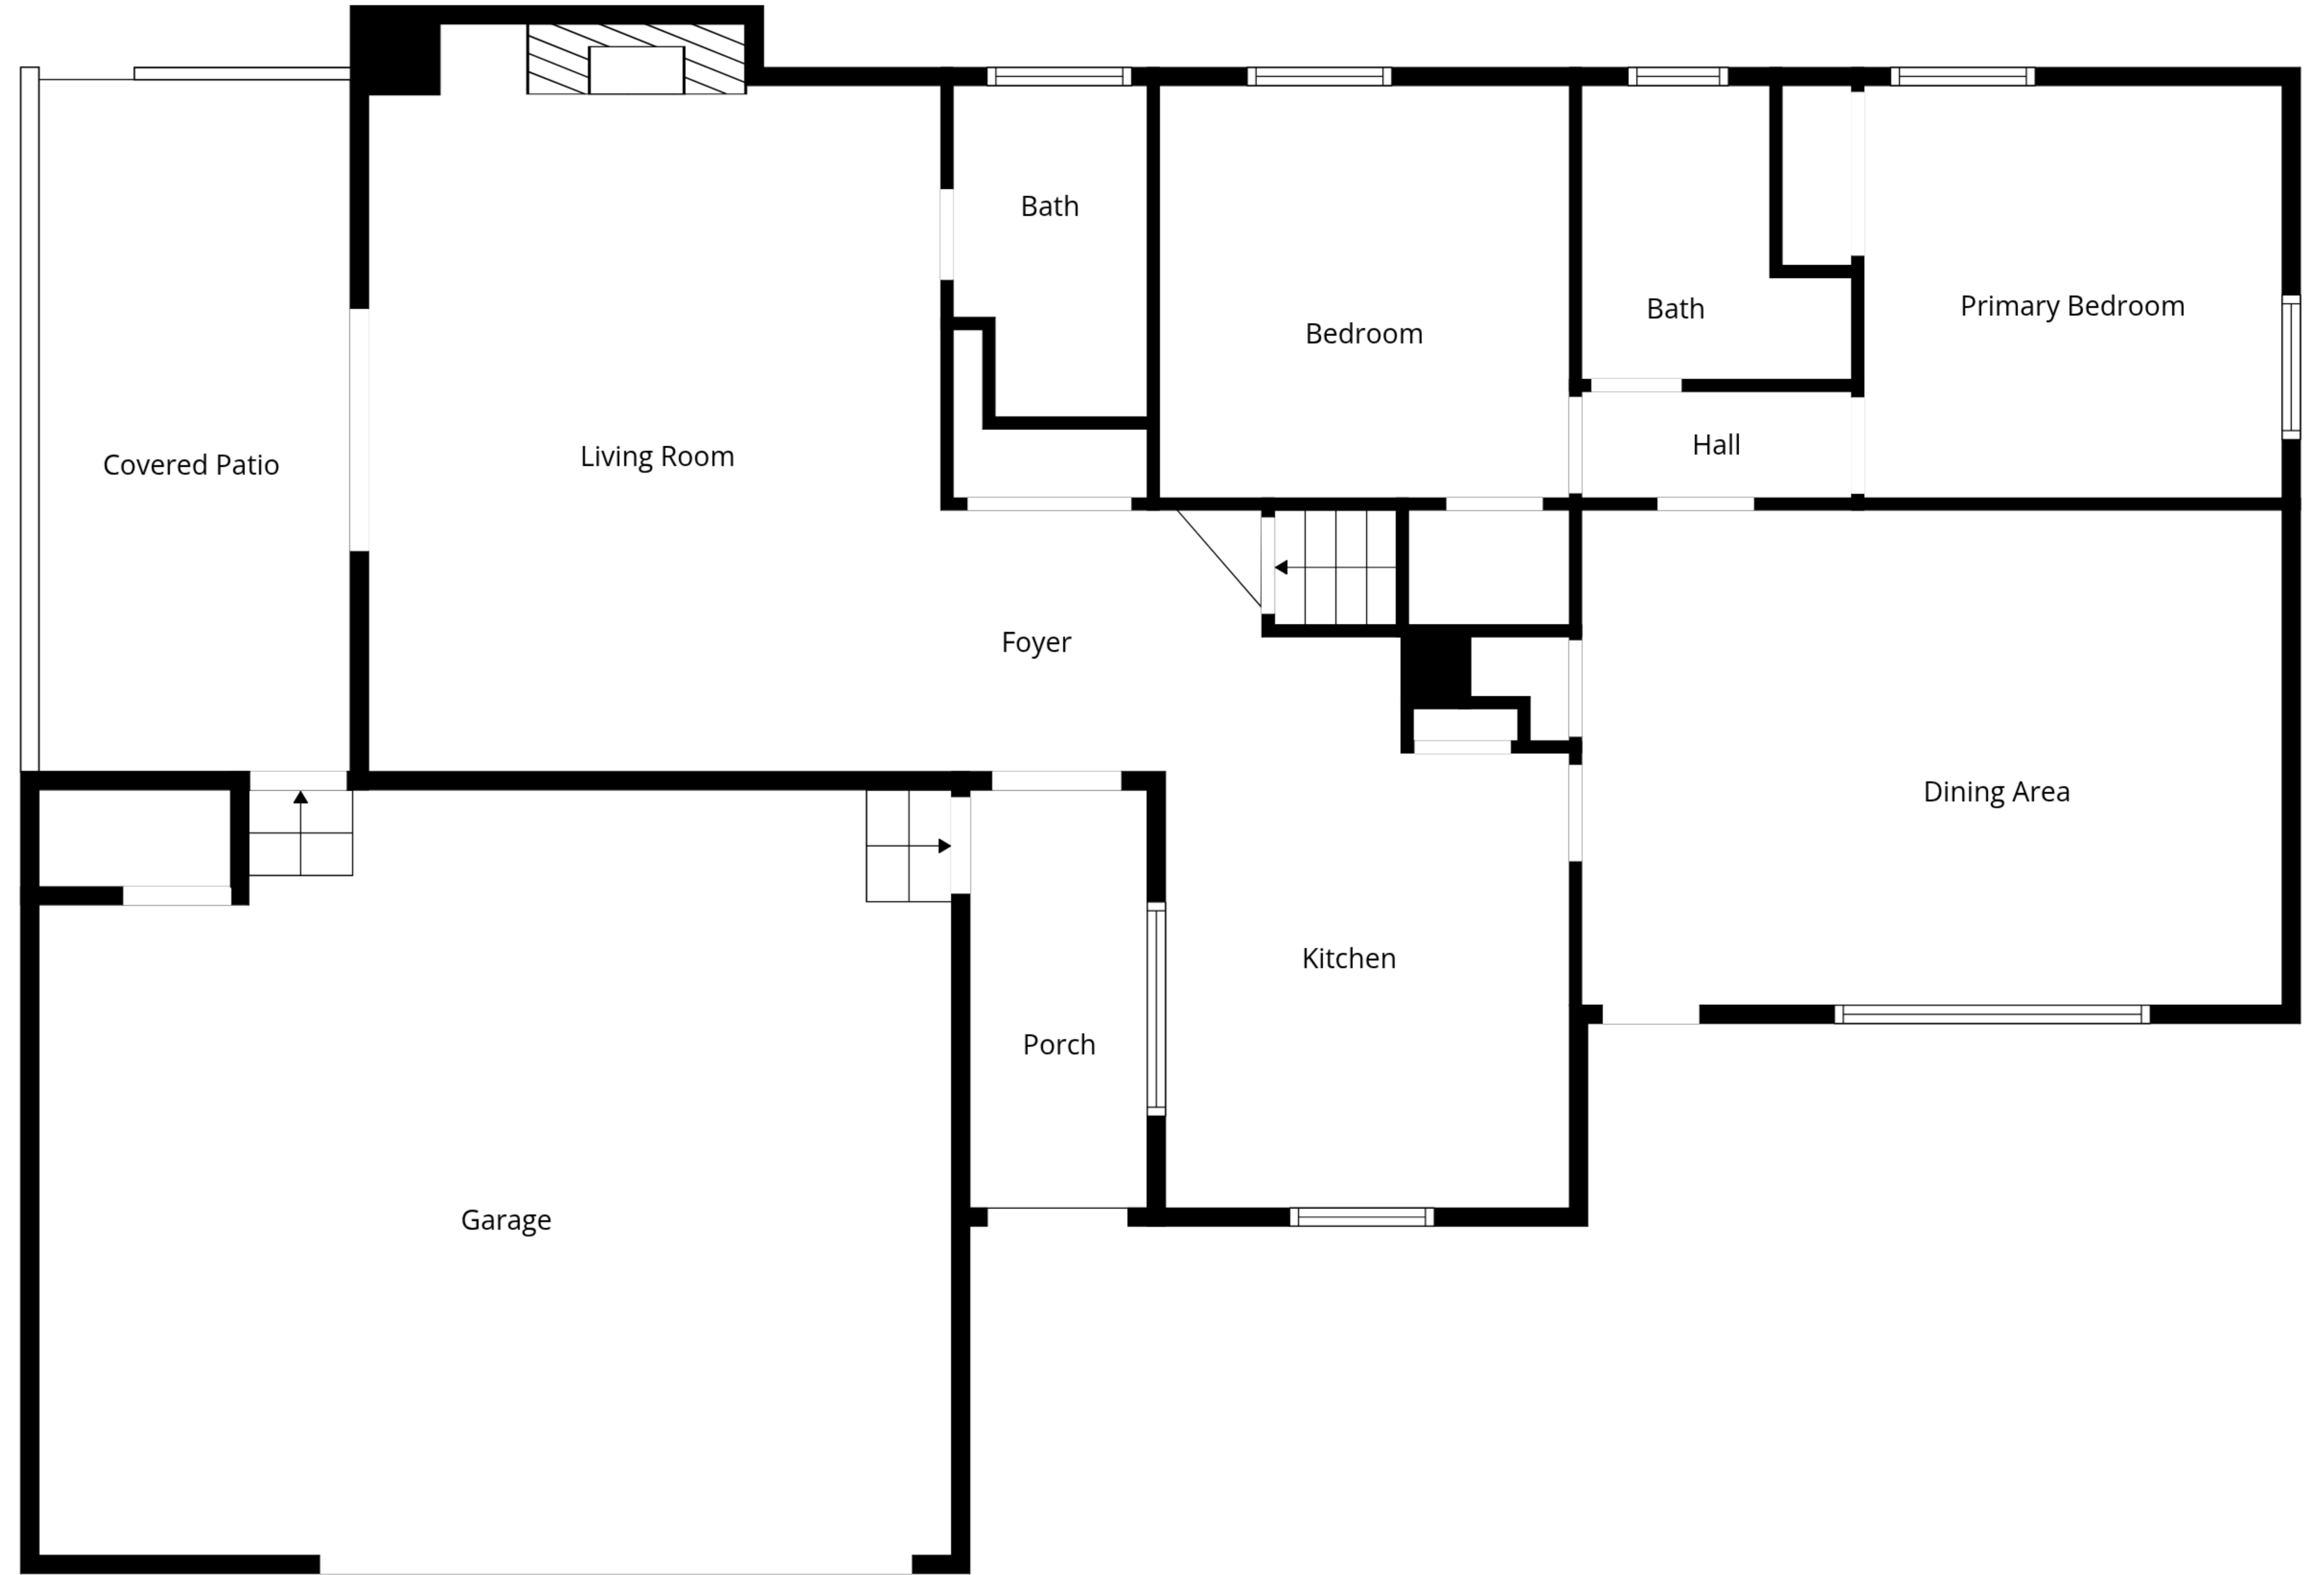 Bath
Bedroom
Bath
Primary Bedroom
Covered Patio
Living Room
Hall
Foyer
Dining Area
Kitchen
Porch
Garage